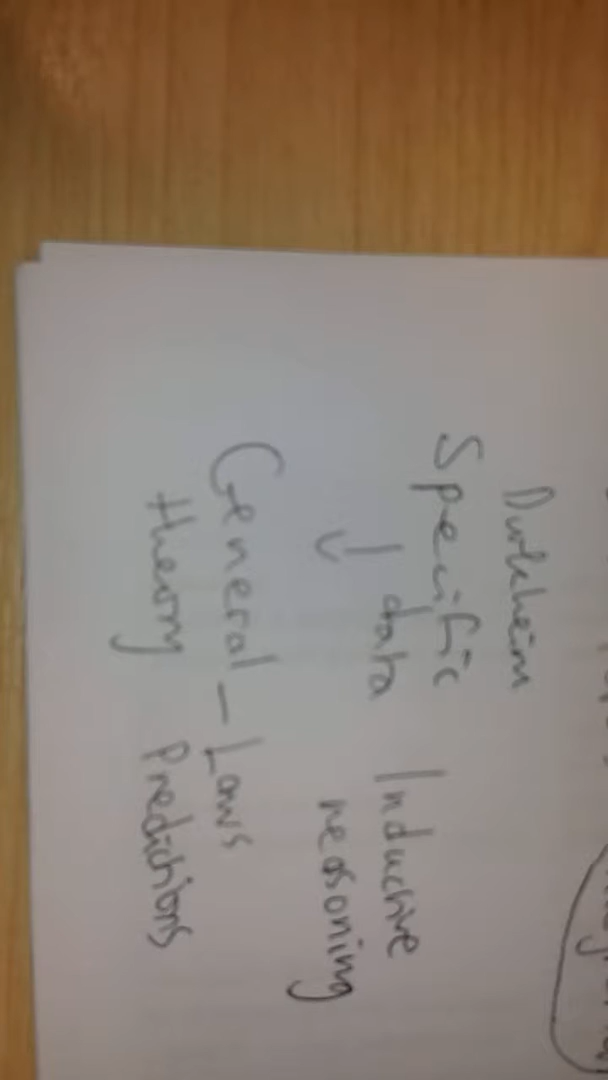 Durkheim
Specific
data Inductive
↓ reasoning
General – Laws
theory Predictions